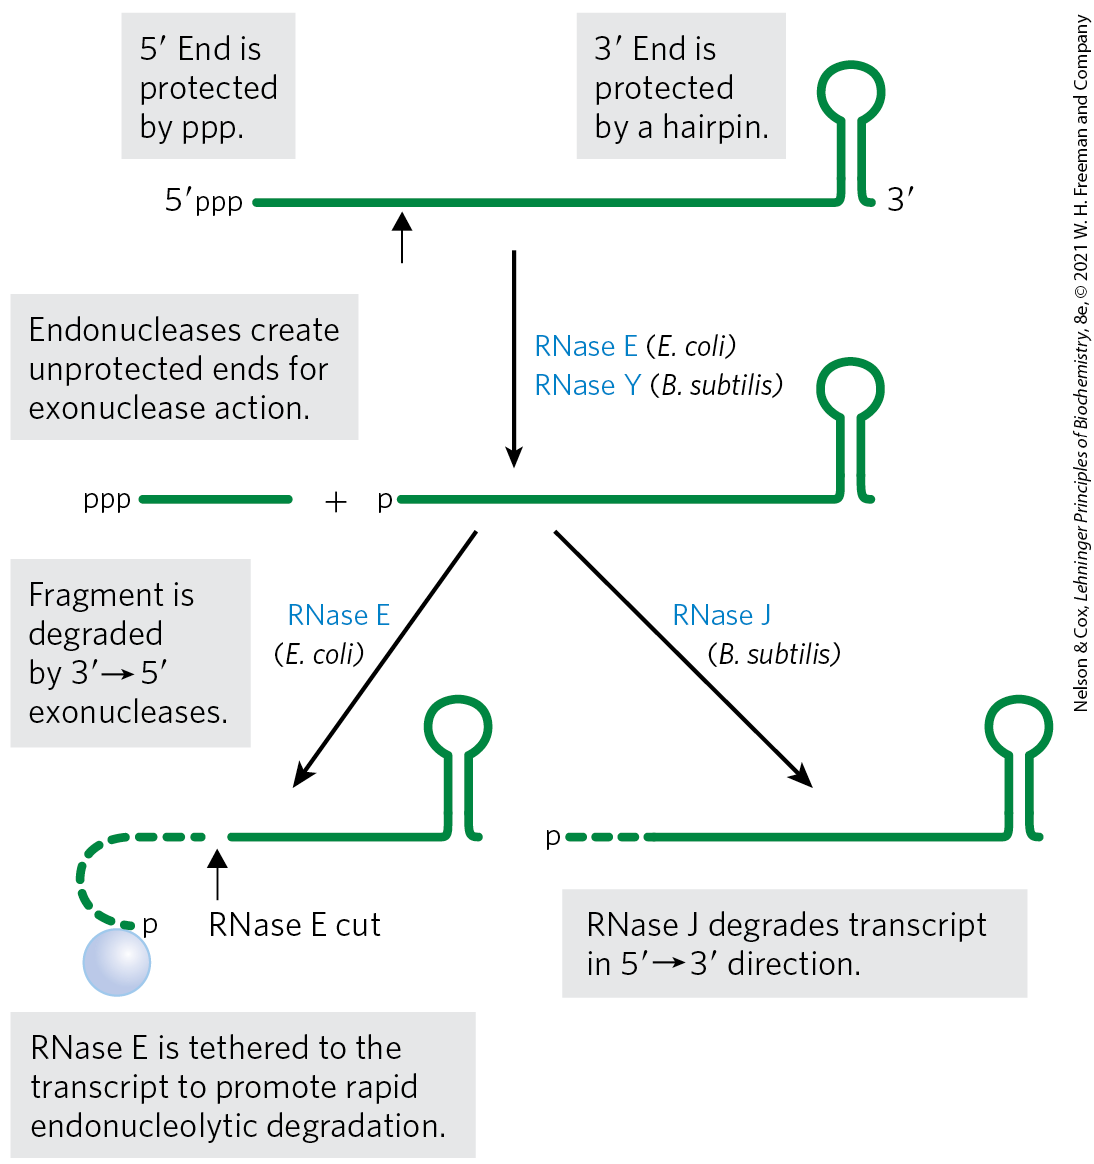 5′ End is
protected
by ppp.
3′ End is
protected
by a hairpin.
5′ppp
3′
Endonucleases create
unprotected ends for
exonuclease action.
RNase E (E. coli)
RNase Y (B. subtilis)
ppp
+
p
Fragment is
degraded
by 3′→5′
exonucleases.
RNase E
(E. coli)
RNase J
(B. subtilis)
p
RNase E cut
p
RNase J degrades transcript
in 5′→3′ direction.
RNase E is tethered to the
transcript to promote rapid
endonucleolytic degradation.
Nelson & Cox, Lehninger Principles of Biochemistry, 8e, © 2021 W. H. Freeman and Company